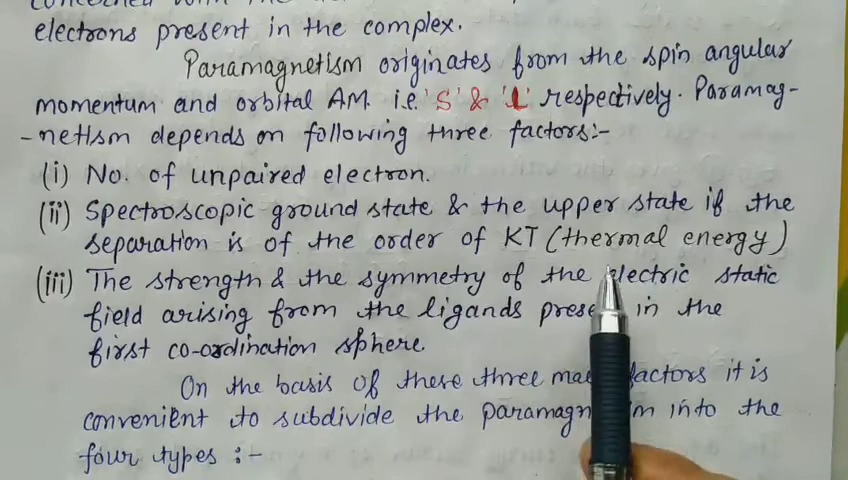 electrons present in the complex.
Paramagnetism originates from the spin angular
momentum and orbital AM. i.e. 'S' & 'L' respectively. Paramag-
-netism depends on following three factors:-
(i) No. of unpaired electron.
(ii) Spectroscopic ground state & the upper state if the
separation is of the order of KT (thermal energy)
(iii) The strength & the symmetry of the electric static
field arising from the ligands prese in the
first co-ordination sphere.
On the basis of these three factors it is
convenient to subdivide the paramagn m into the
four types :-